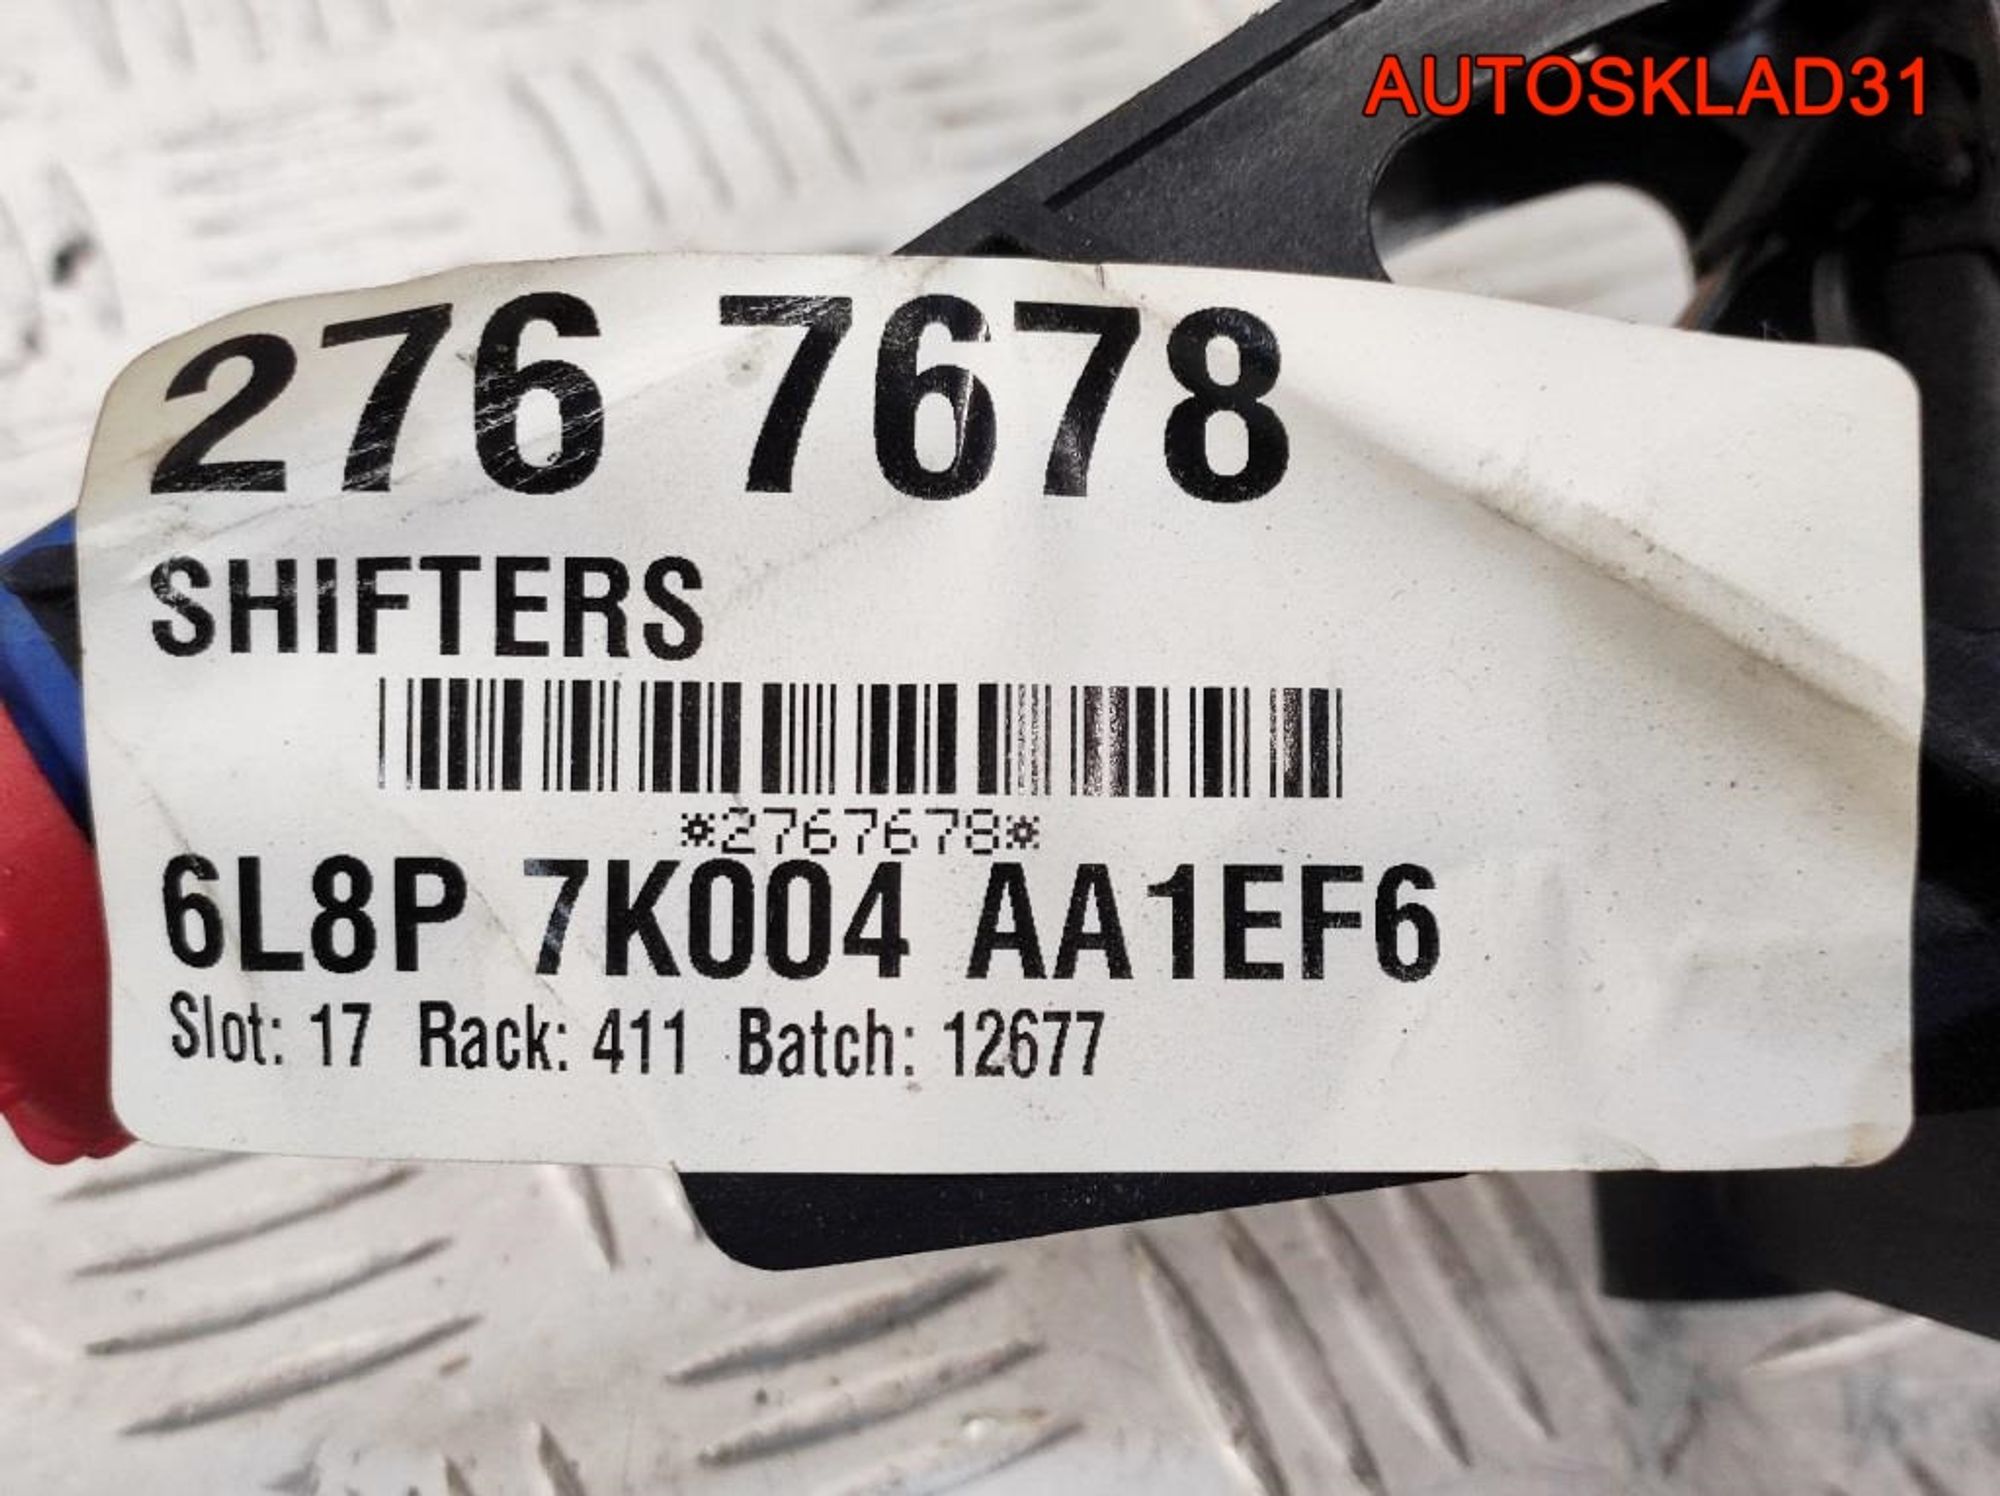 AUTOSKLAD31
276 7678
SHIFTERS
*2767678*
6L8P 7K004 AA1EF6
Slot: 17 Rack: 411 Batch: 12677